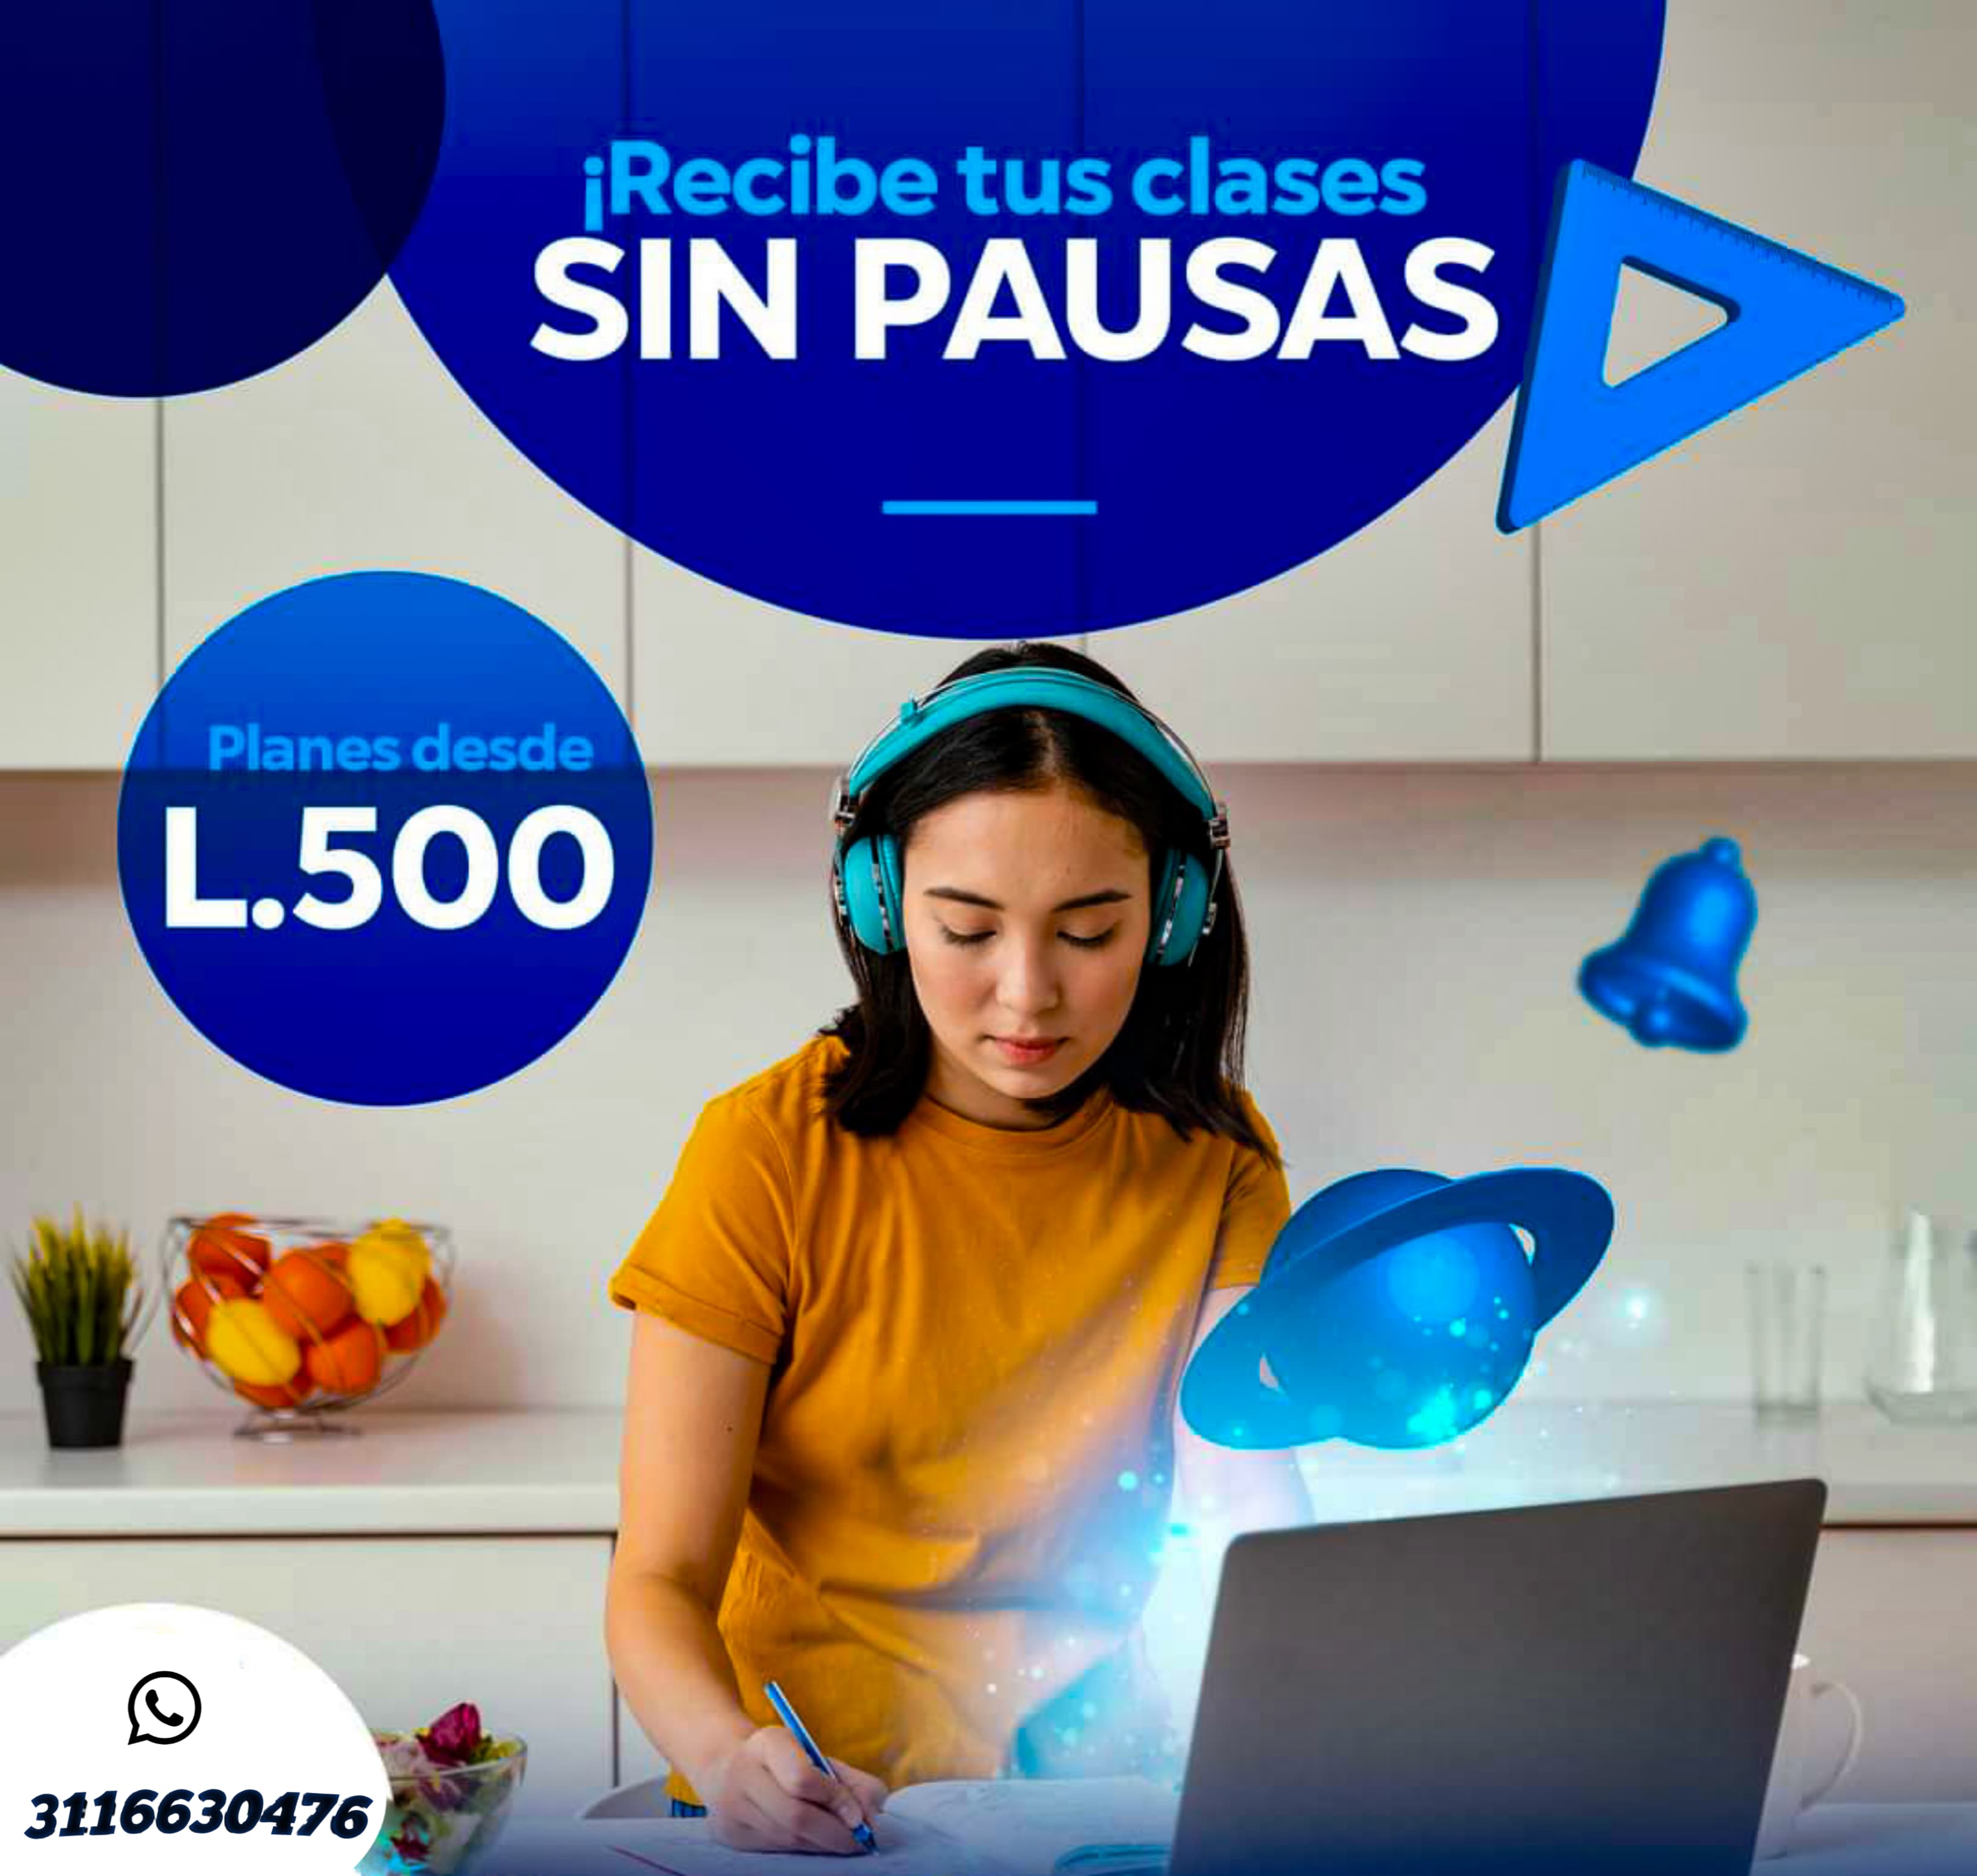 ¡Recibe tus clases
SIN PAUSAS
Planes desde
L.500
3116630476